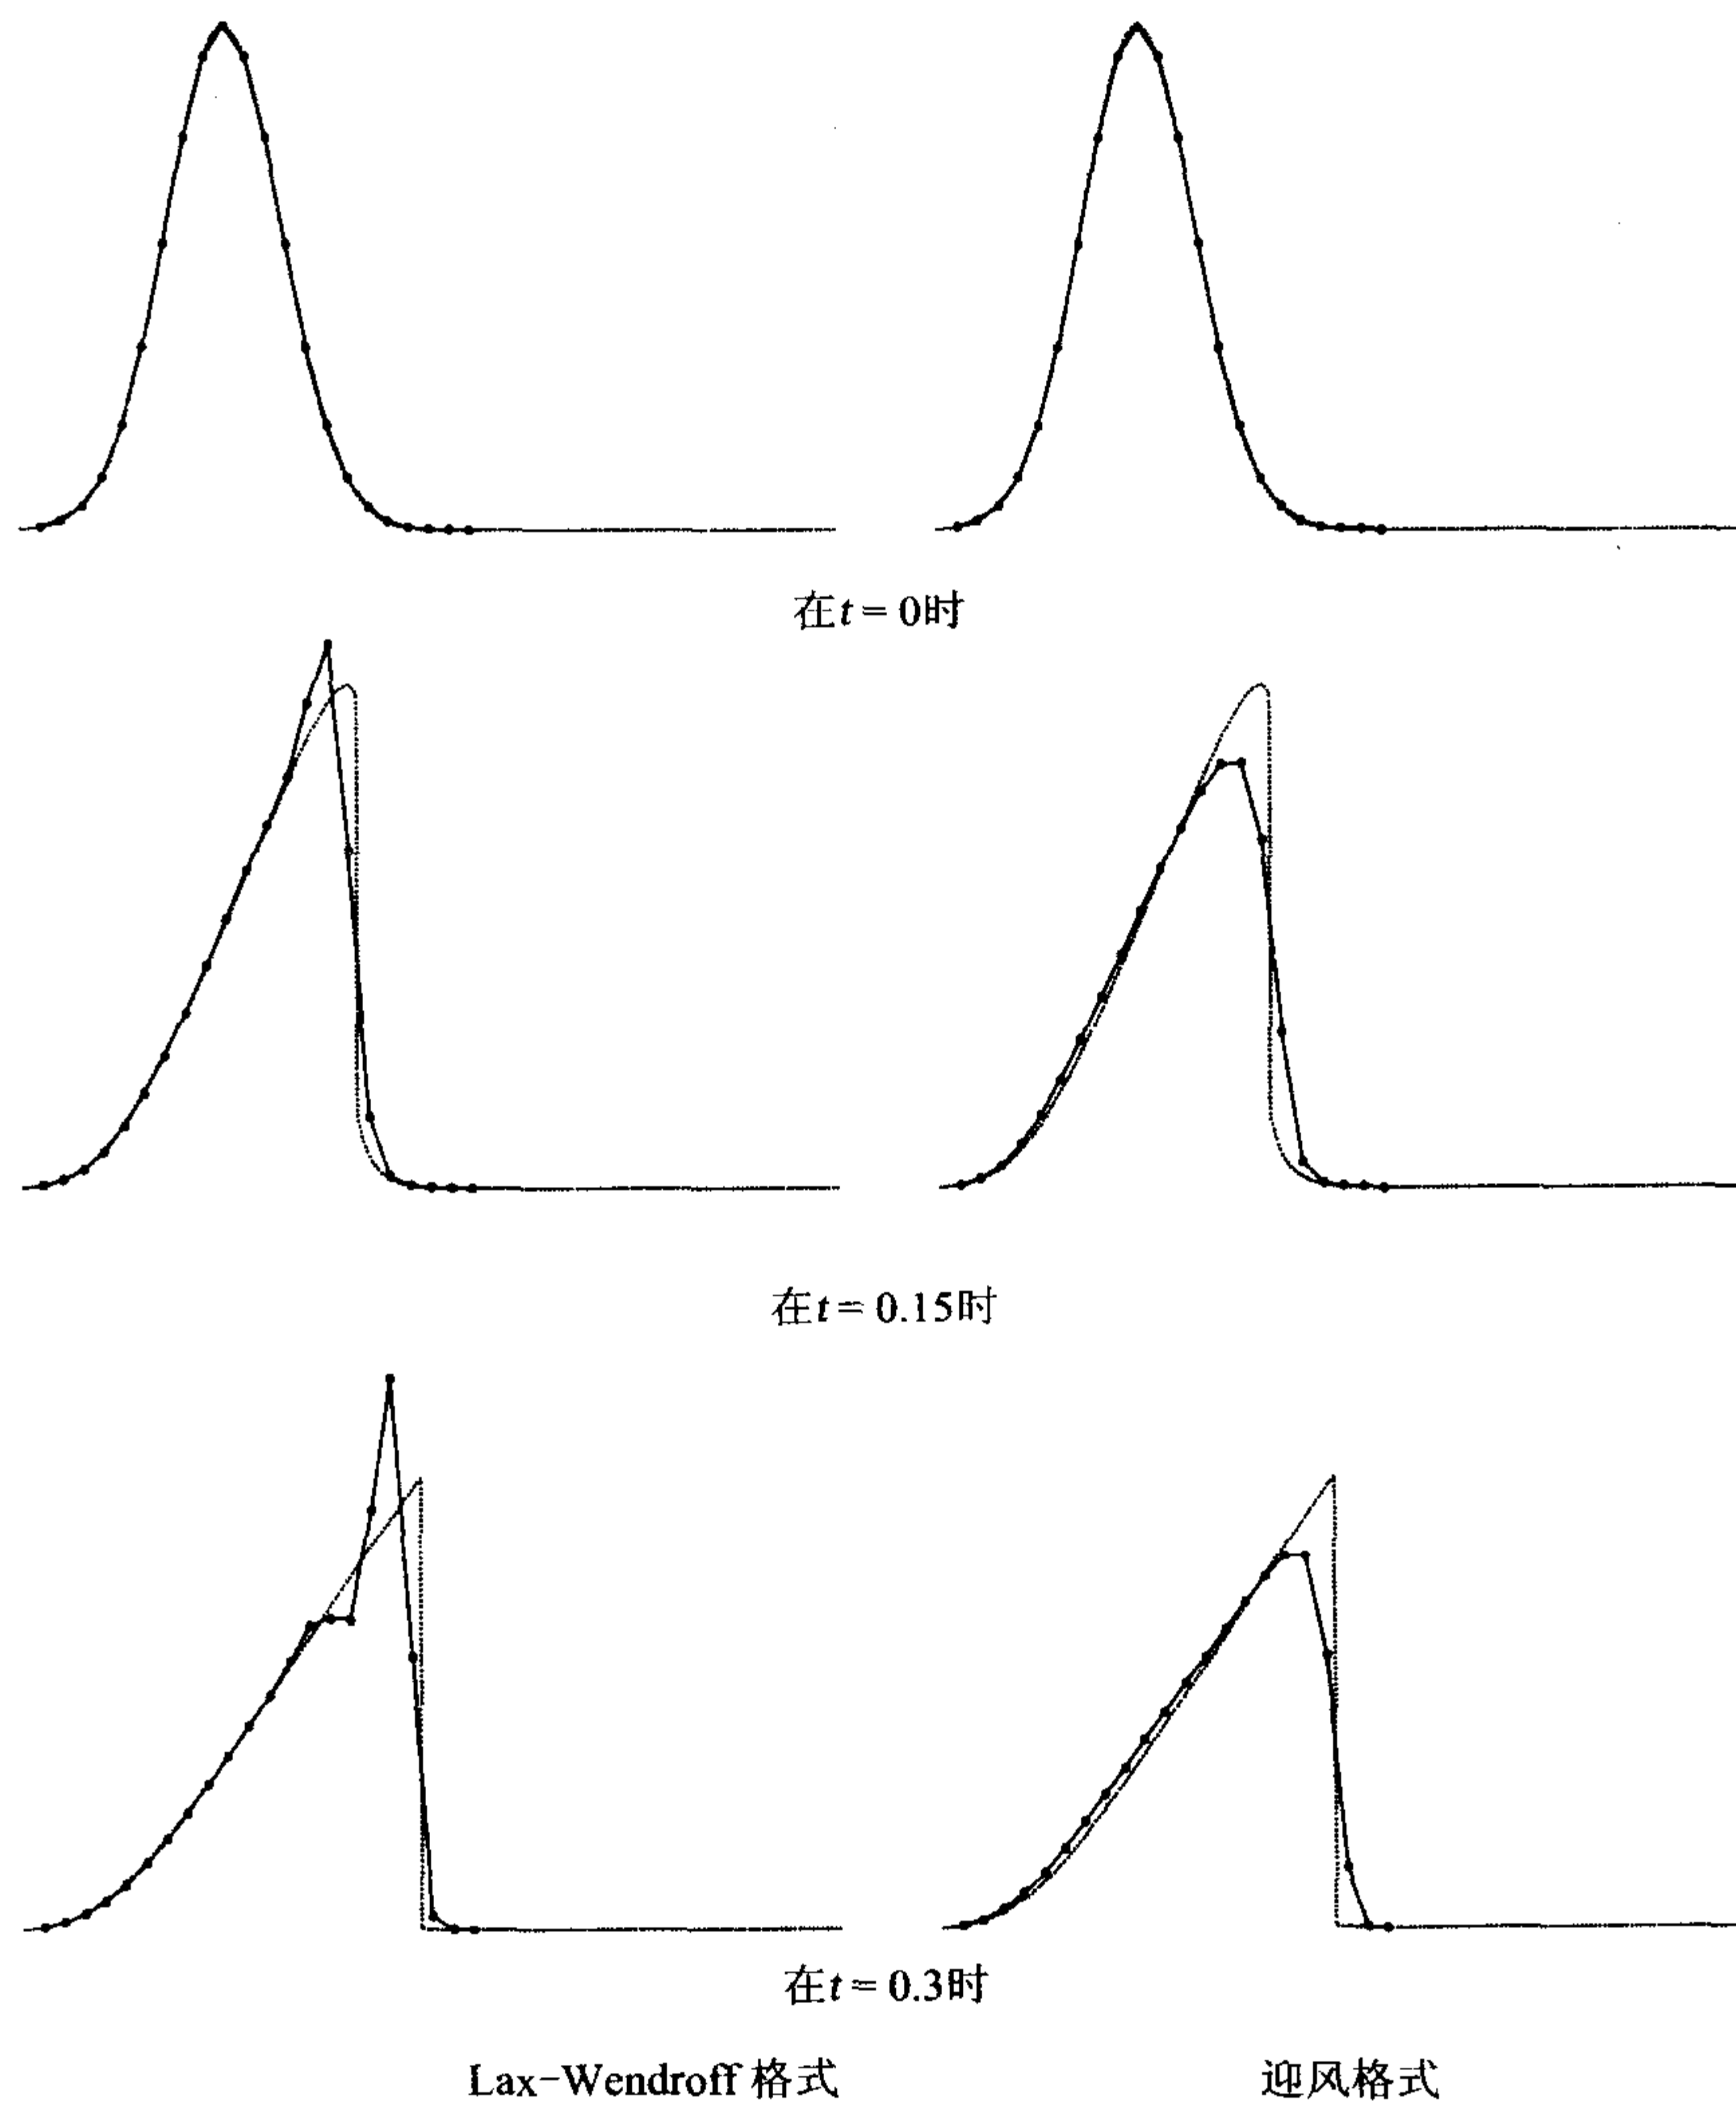 在t = 0时
在t = 0.15时
在t = 0.3时
Lax-Wendroff 格式 迎风格式